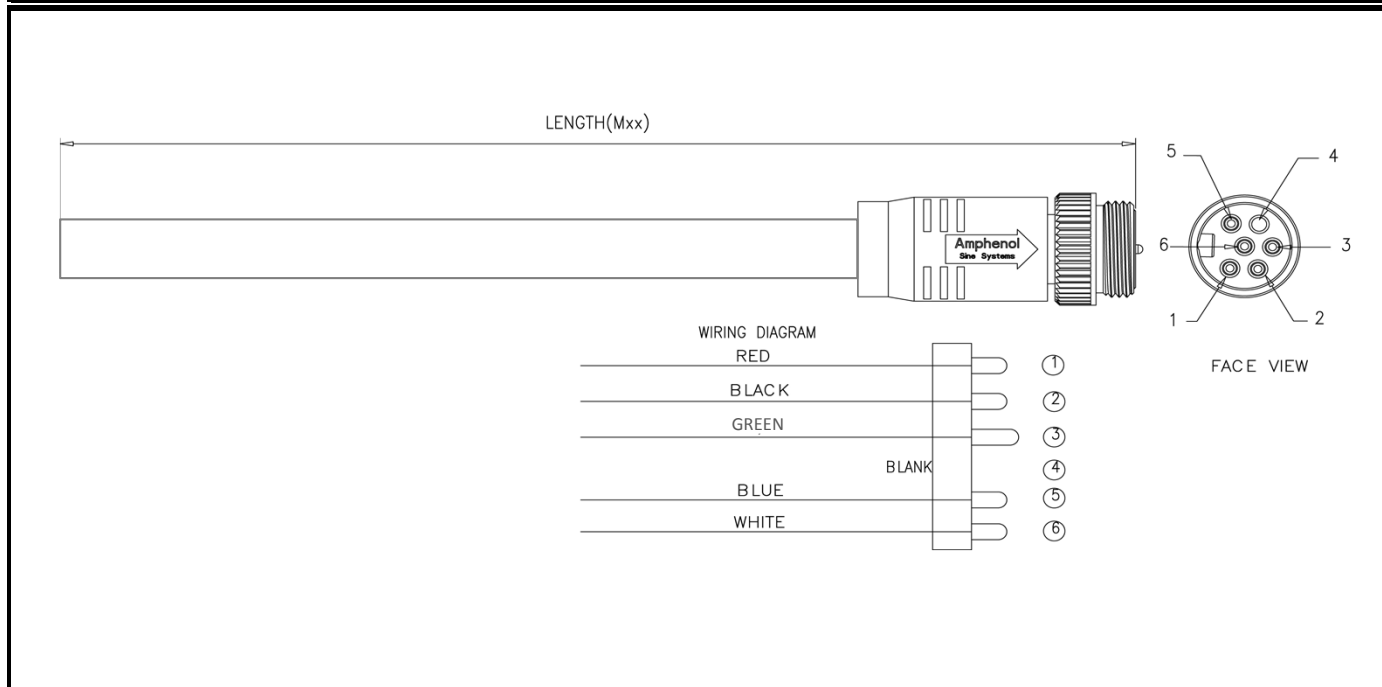 LENGTH(Mxx)
5
4
Amphenol
Sine Systems
6
3
1
2
FACE VIEW
WIRING DIAGRAM
RED
1
BLACK
2
GREEN
3
BLANK
4
BLUE
5
WHITE
6